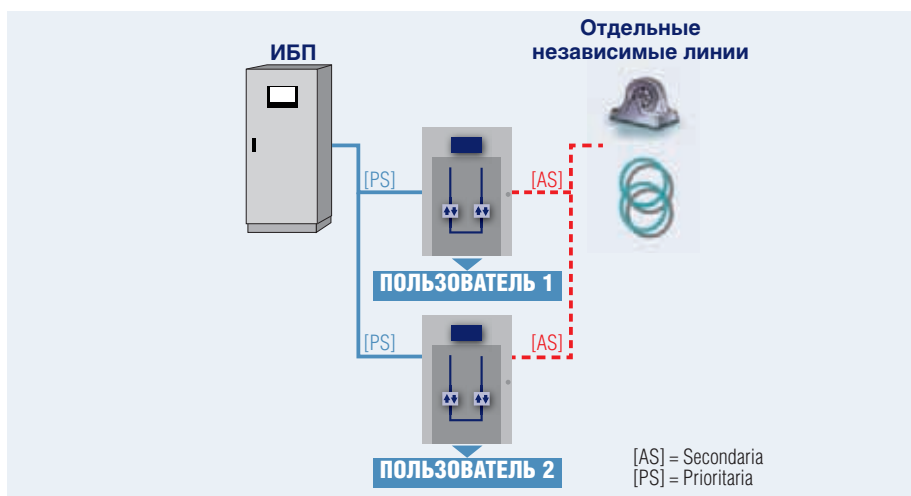 ИБП
Отдельные
независимые линии
[PS]
[AS]
ПОЛЬЗОВАТЕЛЬ 1
[PS]
[AS]
ПОЛЬЗОВАТЕЛЬ 2
[AS] = Secondaria
[PS] = Prioritaria